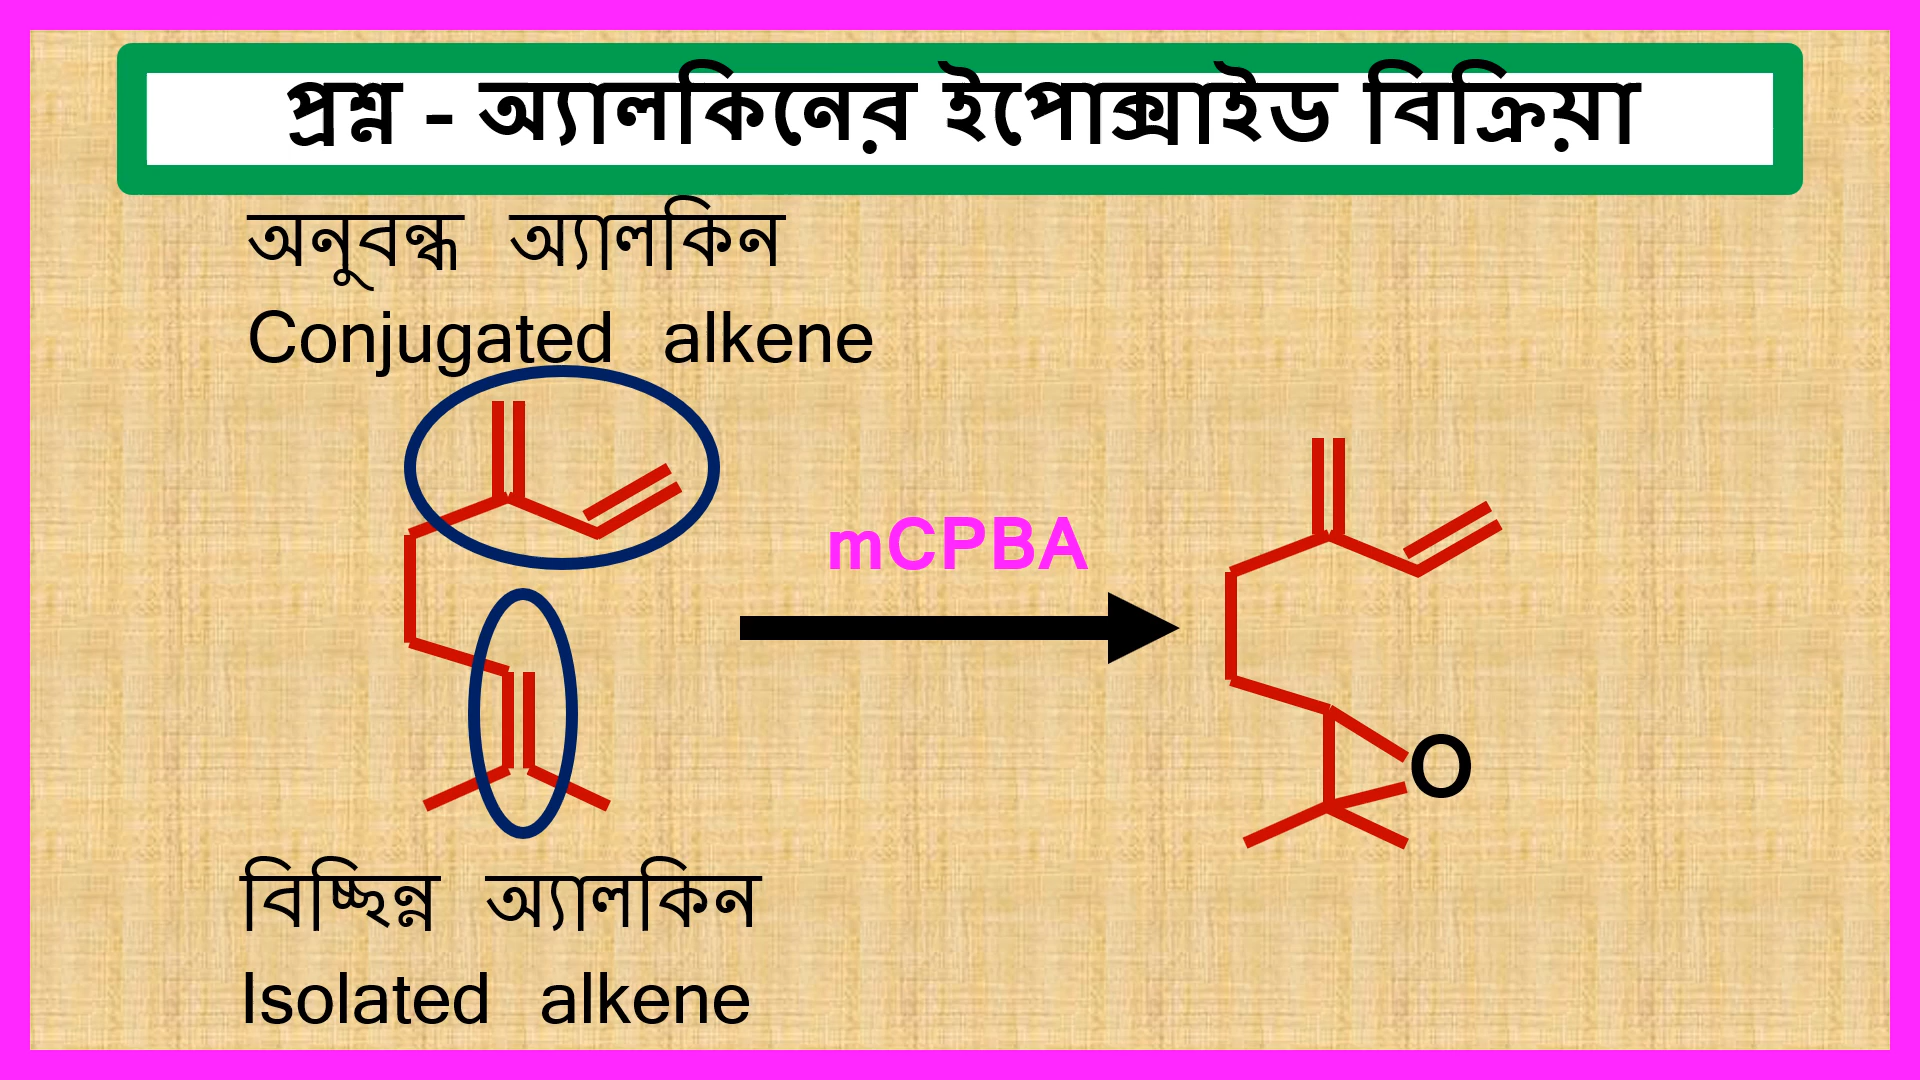 প্রশ্ন - অ্যালকিনের ইপোক্সাইড বিক্রিয়া
অনুবন্ধ অ্যালকিন
Conjugated alkene
mCPBA
O
বিচ্ছিন্ন অ্যালকিন
Isolated alkene